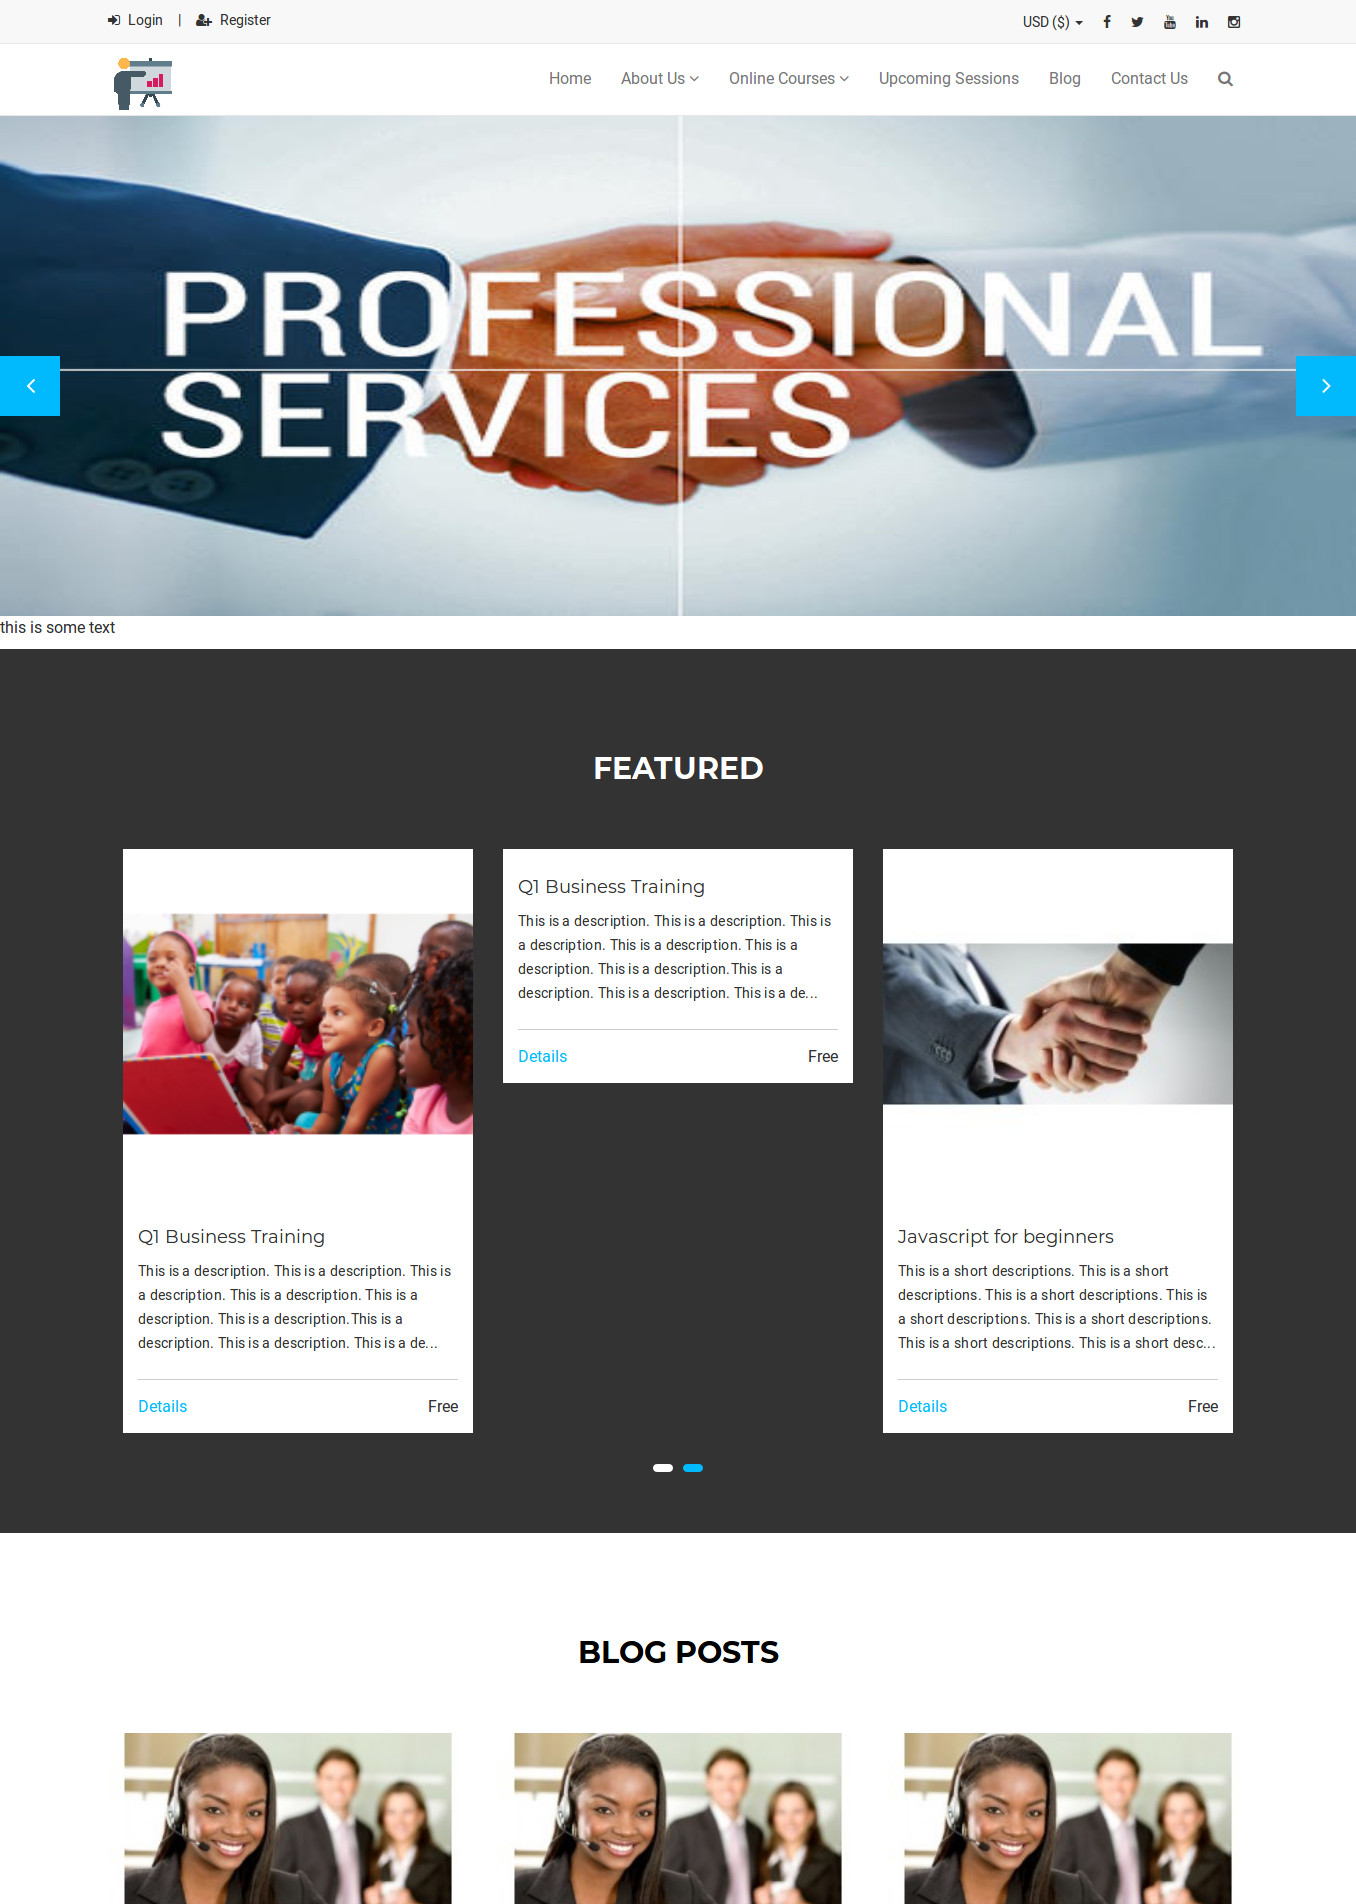 Login | Register
USD ($)
Home About Us Online Courses Upcoming Sessions Blog Contact Us
PROFESSIONAL
SERVICES
this is some text
FEATURED
Q1 Business Training
This is a description. This is a description. This is
a description. This is a description. This is a
description. This is a description.This is a
description. This is a description. This is a de...
Details Free
Q1 Business Training
This is a description. This is a description. This is
a description. This is a description. This is a
description. This is a description.This is a
description. This is a description. This is a de...
Details Free
Javascript for beginners
This is a short descriptions. This is a short
descriptions. This is a short descriptions. This is
a short descriptions. This is a short descriptions.
This is a short descriptions. This is a short desc...
Details Free
BLOG POSTS